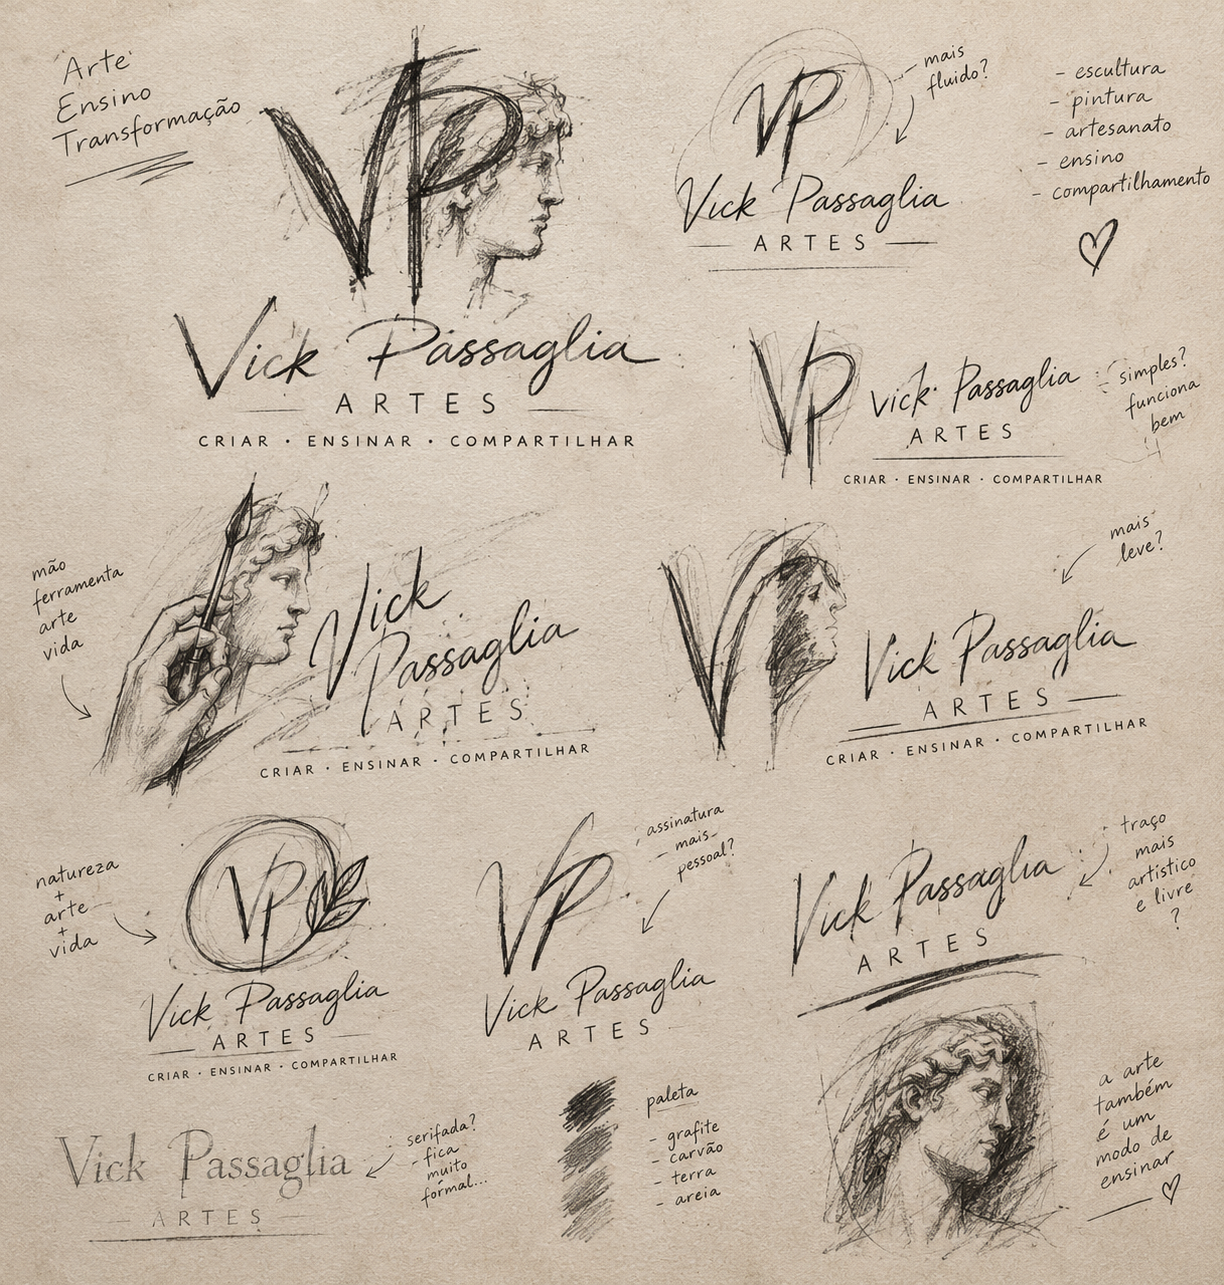 Arte
Ensino
Transformação
VP
Vick Passaglia
ARTES
CRIAR · ENSINAR · COMPARTILHAR
VP
mais
fluido?
Vick Passaglia
ARTES
- escultura
- pintura
- artesanato
- ensino
- compartilhamento
VP
Vick Passaglia
ARTES
CRIAR · ENSINAR · COMPARTILHAR
simples?
funciona
bem
mão
ferramenta
arte
vida
Vick
Passaglia
ARTES
CRIAR · ENSINAR · COMPARTILHAR
V
mais
leve?
Vick Passaglia
ARTES
CRIAR · ENSINAR · COMPARTILHAR
natureza
+
arte
+
vida
VP
Vick Passaglia
ARTES
CRIAR · ENSINAR · COMPARTILHAR
VP
assinatura
mais
pessoal?
Vick Passaglia
ARTES
Vick Passaglia
ARTES
traço
mais
artístico
e livre
?
Vick Passaglia
ARTES
serifada?
- fica
muito
formal...
paleta
- grafite
- carvão
- terra
- areia
a arte
também
é um
modo de
ensinar